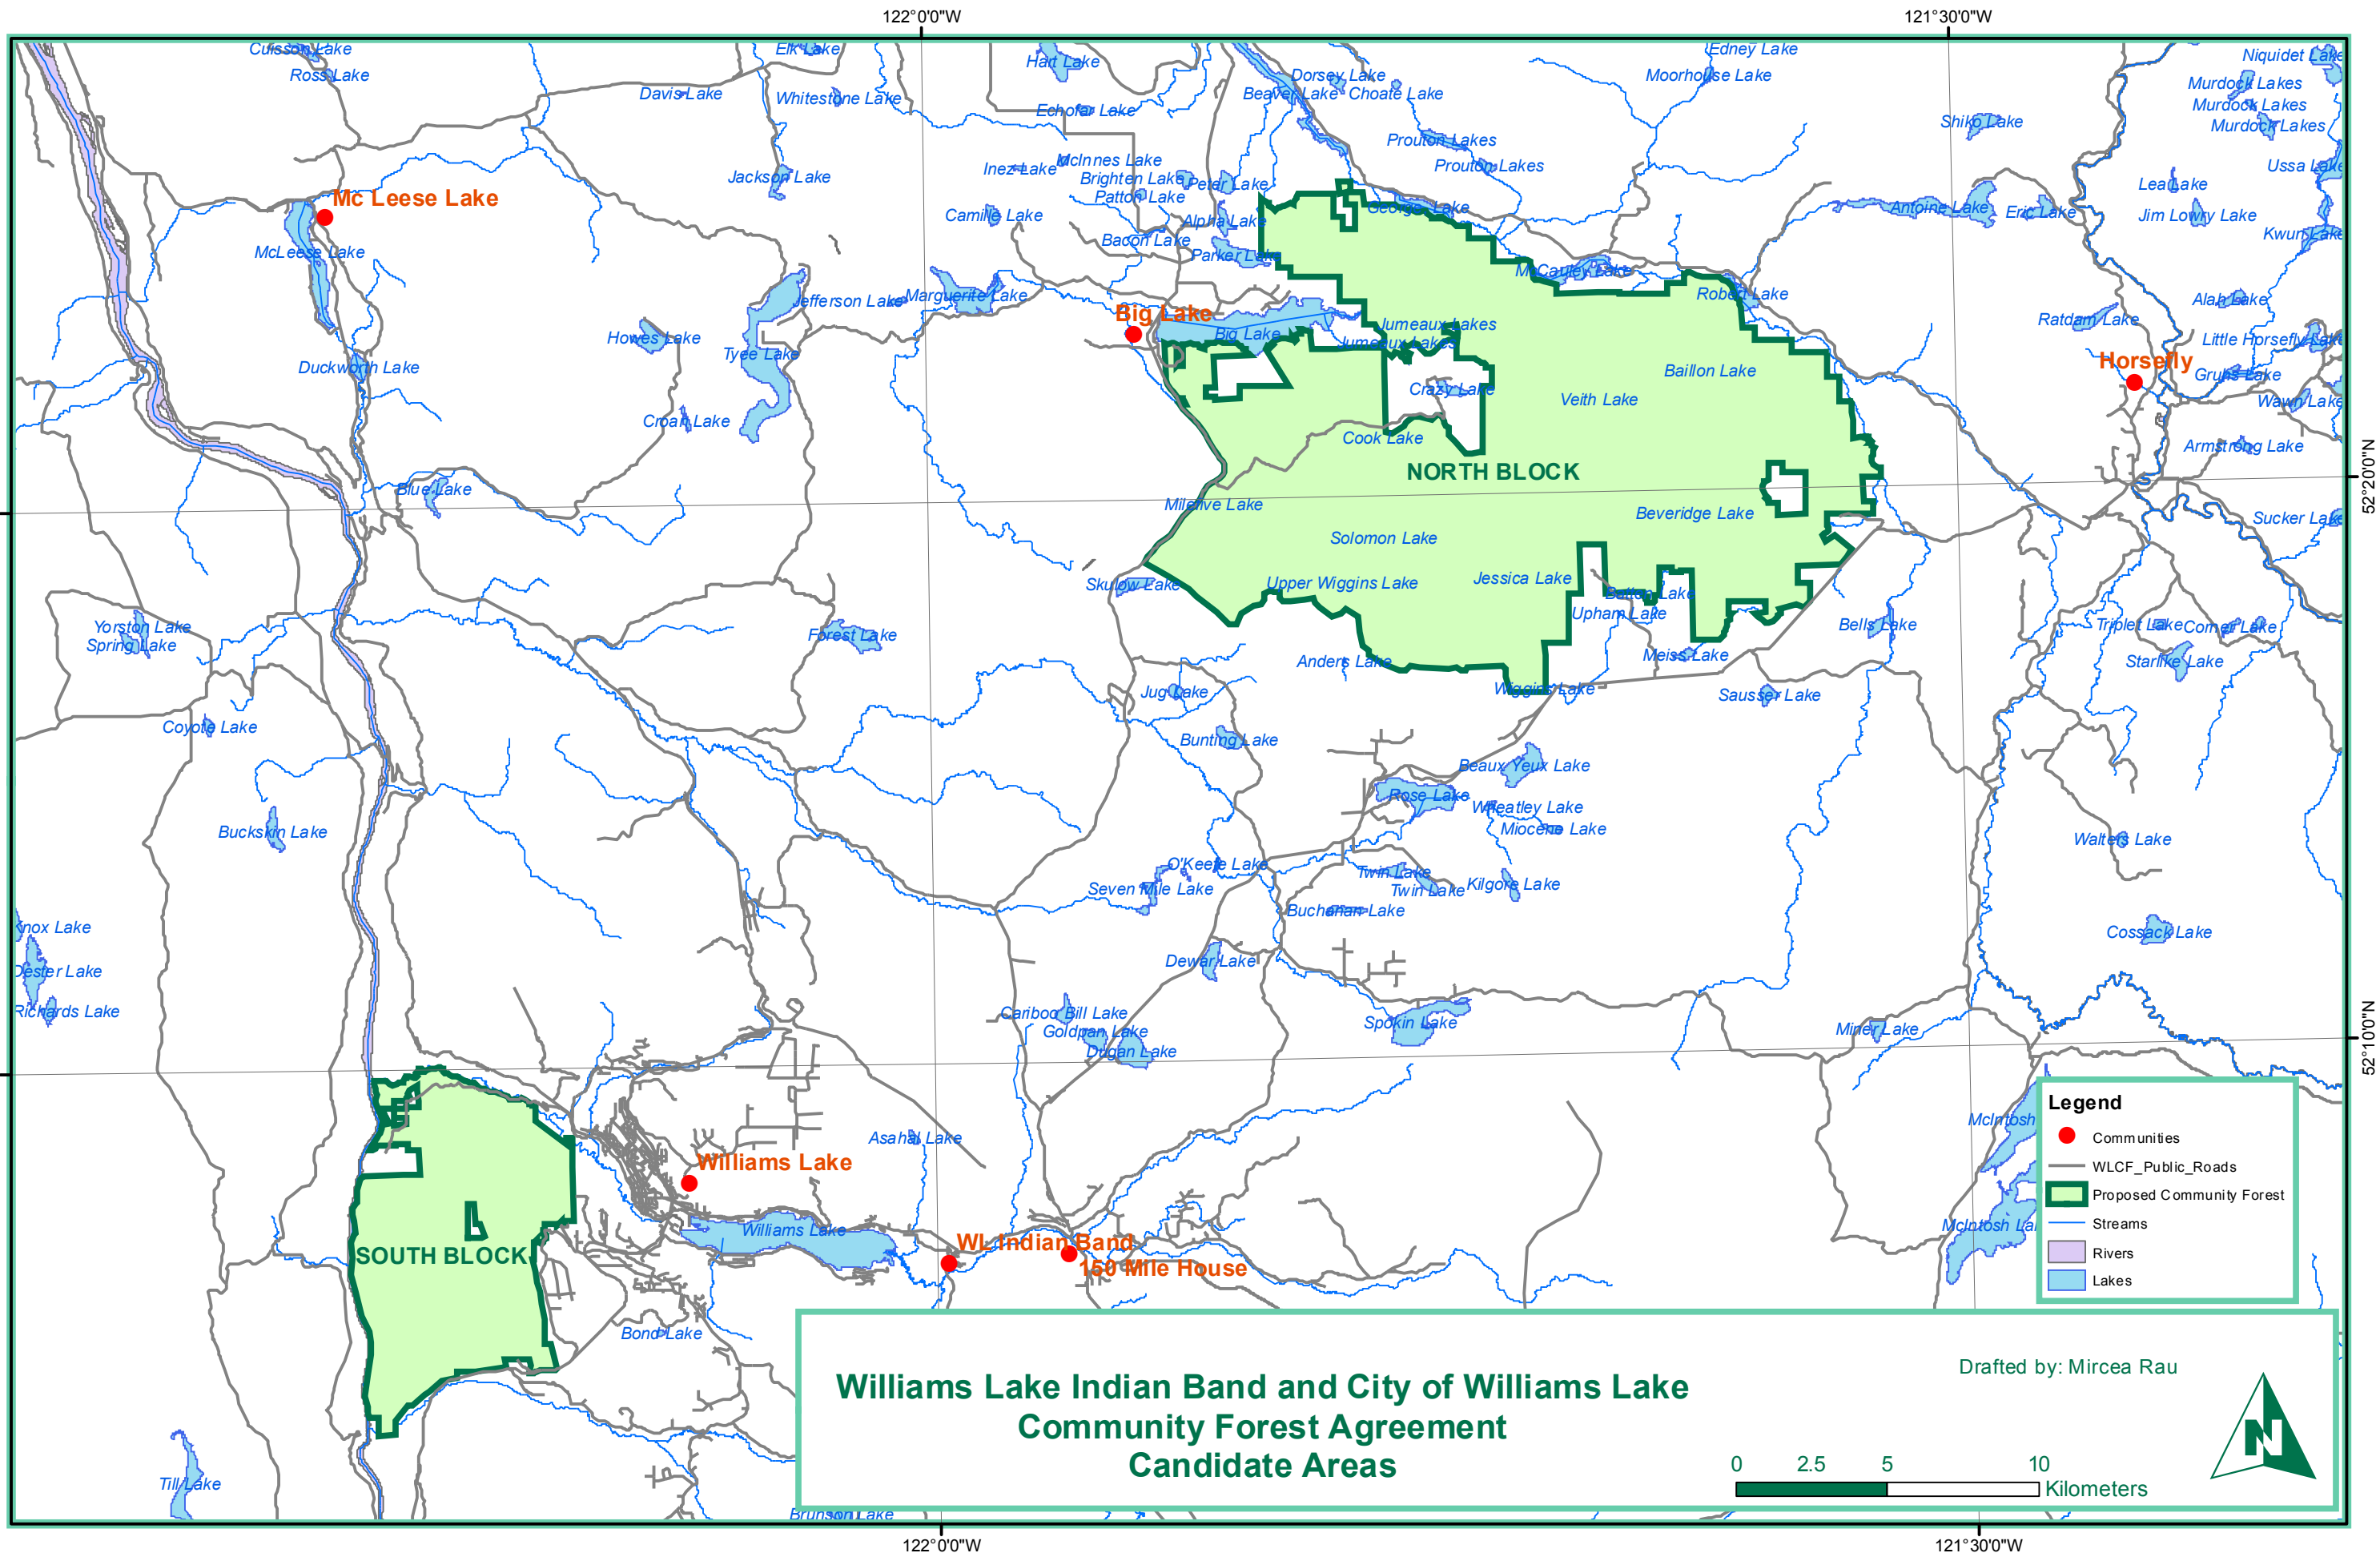 122°0'0"W
121°30'0"W
Cuisson Lake
Ross Lake
Elk Lake
Davis Lake
Whitestone Lake
Hart Lake
Echofar Lake
Dorsey Lake
Beaver Lake
Choate Lake
Edney Lake
Moorhouse Lake
Niquidet Lake
Murdock Lakes
Murdock Lakes
Murdock Lakes
Shiko Lake
Prouton Lakes
Prouton Lakes
Ussa Lake
Mc Leese Lake
McLeese Lake
Jackson Lake
Inez Lake
McInnes Lake
Brighten Lake
Peter Lake
Patton Lake
Camille Lake
Alpha Lake
Bacon Lake
Parker Lake
George Lake
Antoine Lake
Eric Lake
Lea Lake
Jim Lowry Lake
Kwun Lake
McCauley Lake
Robert Lake
Alah Lake
Ratdam Lake
Little Horsefly Lake
Jefferson Lake
Marguerite Lake
Big Lake
Big Lake
Jumeaux Lakes
Jumeaux Lakes
Howes Lake
Tyee Lake
Duckworth Lake
Croah Lake
Crazy Lake
Veith Lake
Baillon Lake
Horsefly
Gruhs Lake
Wawn Lake
Armstrong Lake
Cook Lake
NORTH BLOCK
52°20'0"N
Blue Lake
Milefive Lake
Beveridge Lake
Sucker Lake
Solomon Lake
Skulow Lake
Upper Wiggins Lake
Jessica Lake
Upham Lake
Bells Lake
Triplet Lake
Corner Lake
Starlike Lake
Yorston Lake
Spring Lake
Forest Lake
Anders Lake
Meiss Lake
Wiggins Lake
Sausser Lake
Jug Lake
Coyote Lake
Bunting Lake
Beaux Yeux Lake
Rose Lake
Wheatley Lake
Miocene Lake
Buckskin Lake
Walters Lake
O'Keefe Lake
Seven Mile Lake
Twin Lake
Twin Lake
Kilgore Lake
Buchanan Lake
Knox Lake
Dester Lake
Richards Lake
Dewar Lake
Cossack Lake
Cariboo Bill Lake
Goldpan Lake
Dugan Lake
Spokin Lake
Miner Lake
52°10'0"N
Asahal Lake
Williams Lake
Williams Lake
WL Indian Band
150 Mile House
SOUTH BLOCK
Bond Lake
Till Lake
Brunson Lake
McIntosh
McIntosh Lak
Legend
Communities
WLCF_Public_Roads
Proposed Community Forest
Streams
Rivers
Lakes
Williams Lake Indian Band and City of Williams Lake
Community Forest Agreement
Candidate Areas
Drafted by: Mircea Rau
N
0 2.5 5 10
Kilometers
122°0'0"W
121°30'0"W